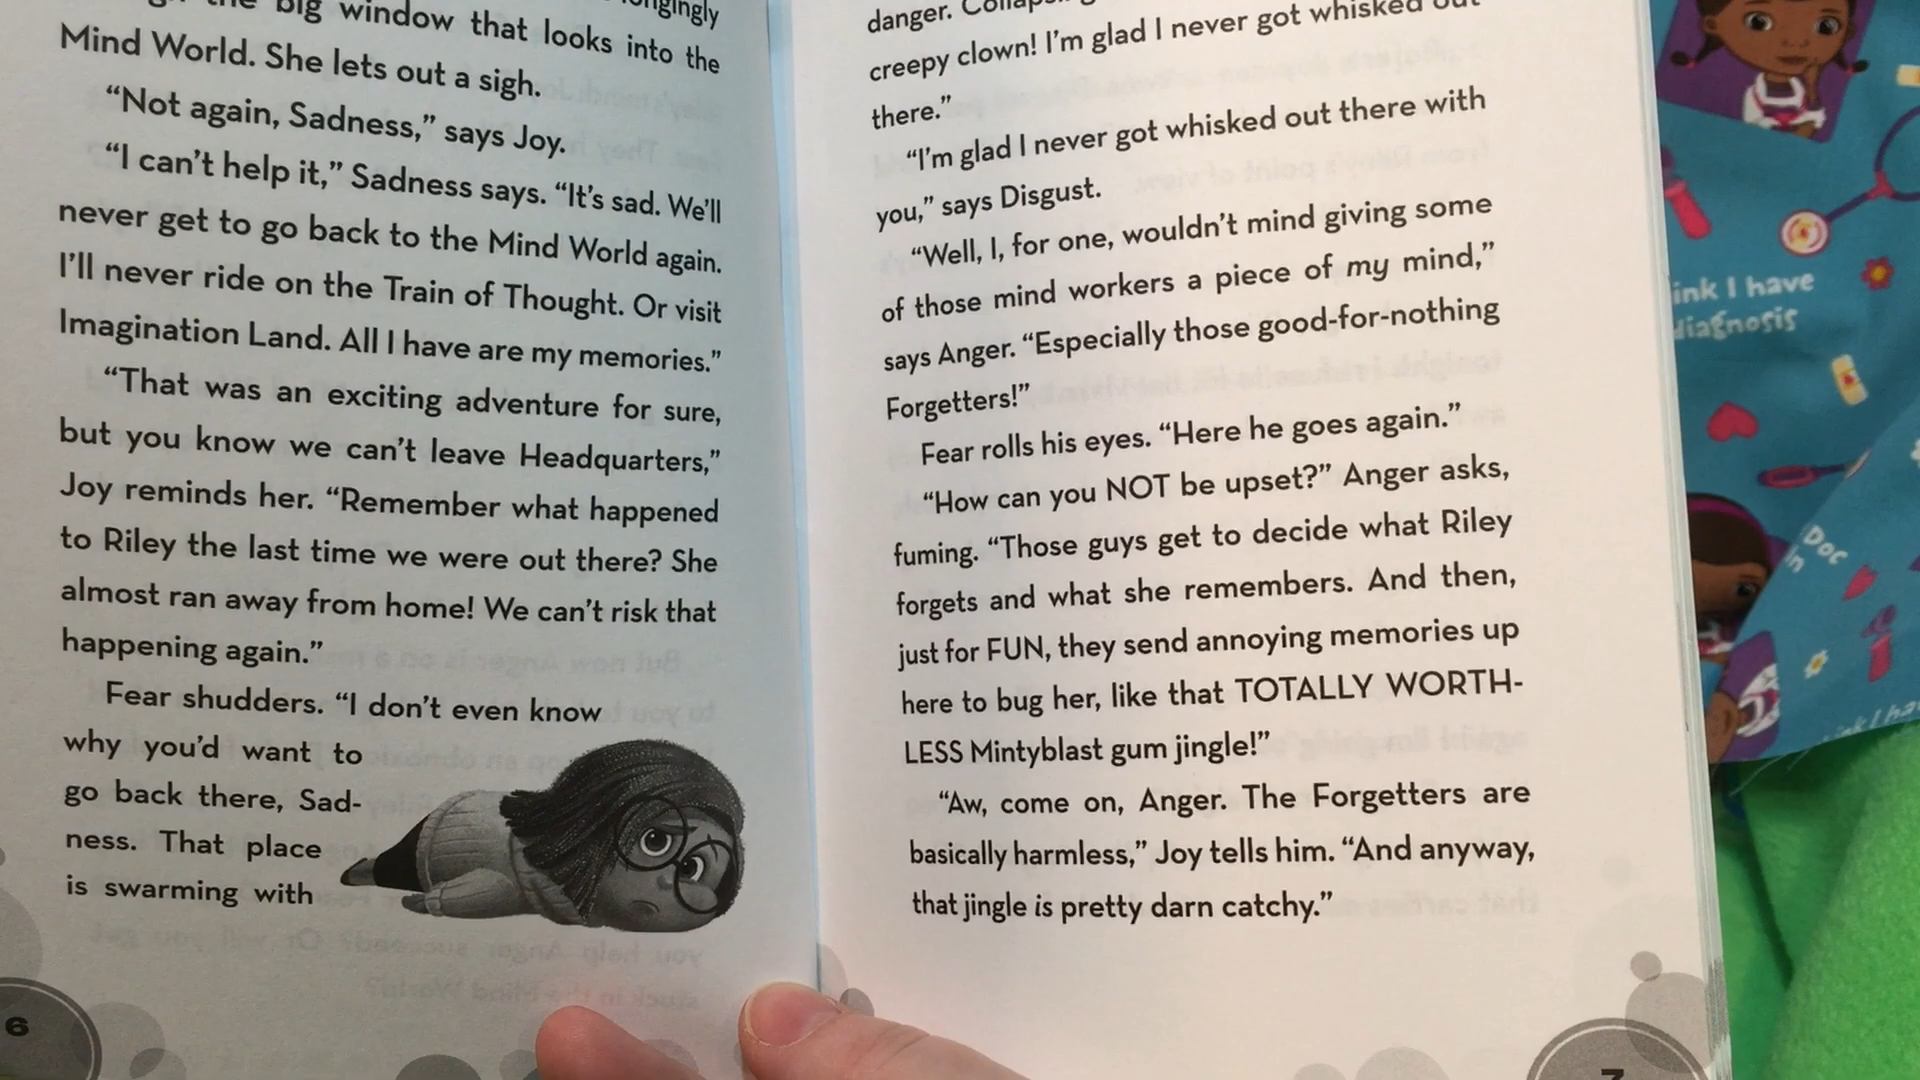 big window that looks into the
Mind World. She lets out a sigh.
“Not again, Sadness,” says Joy.
“I can’t help it,” Sadness says. “It’s sad. We’ll
never get to go back to the Mind World again.
I’ll never ride on the Train of Thought. Or visit
Imagination Land. All I have are my memories.”
“That was an exciting adventure for sure,
but you know we can’t leave Headquarters,”
Joy reminds her. “Remember what happened
to Riley the last time we were out there? She
almost ran away from home! We can’t risk that
happening again.”
Fear shudders. “I don’t even know
why you’d want to
go back there, Sad-
ness. That place
is swarming with
6
danger.
creepy clown! I’m glad I never got whisked out
there.”
“I’m glad I never got whisked out there with
you,” says Disgust.
“Well, I, for one, wouldn’t mind giving some
of those mind workers a piece of my mind,”
says Anger. “Especially those good-for-nothing
Forgetters!”
Fear rolls his eyes. “Here he goes again.”
“How can you NOT be upset?” Anger asks,
fuming. “Those guys get to decide what Riley
forgets and what she remembers. And then,
just for FUN, they send annoying memories up
here to bug her, like that TOTALLY WORTH-
LESS Mintyblast gum jingle!”
“Aw, come on, Anger. The Forgetters are
basically harmless,” Joy tells him. “And anyway,
that jingle is pretty darn catchy.”
7
ink I have
diagnosis
Doc
in